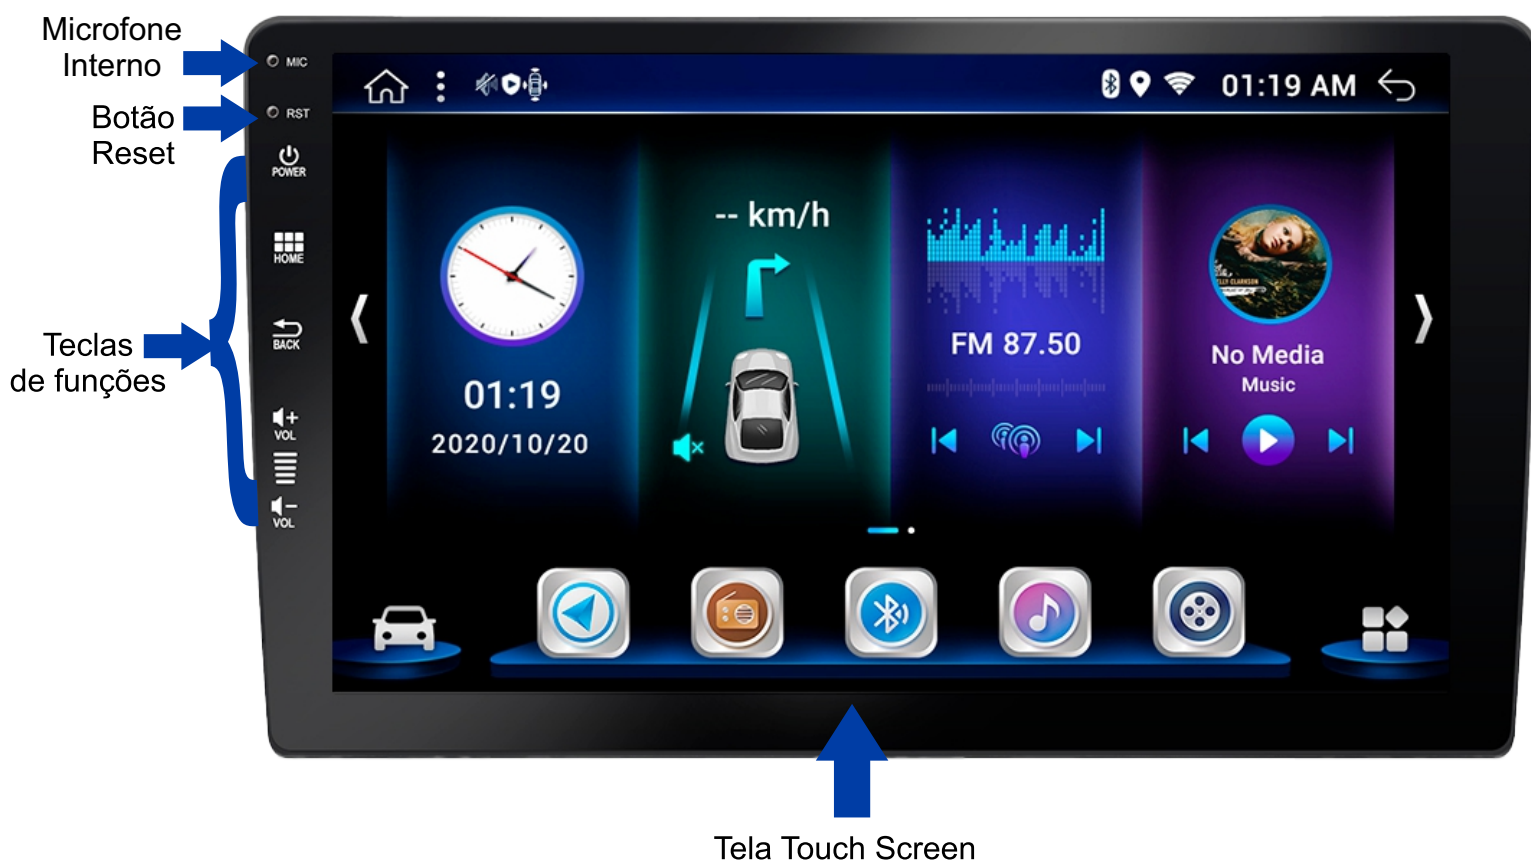 Microfone
Interno
MIC
Botão
Reset
RST
POWER
HOME
BACK
VOL
VOL
Teclas
de funções
01:19 AM
01:19
2020/10/20
-- km/h
FM 87.50
No Media
Music
Tela Touch Screen